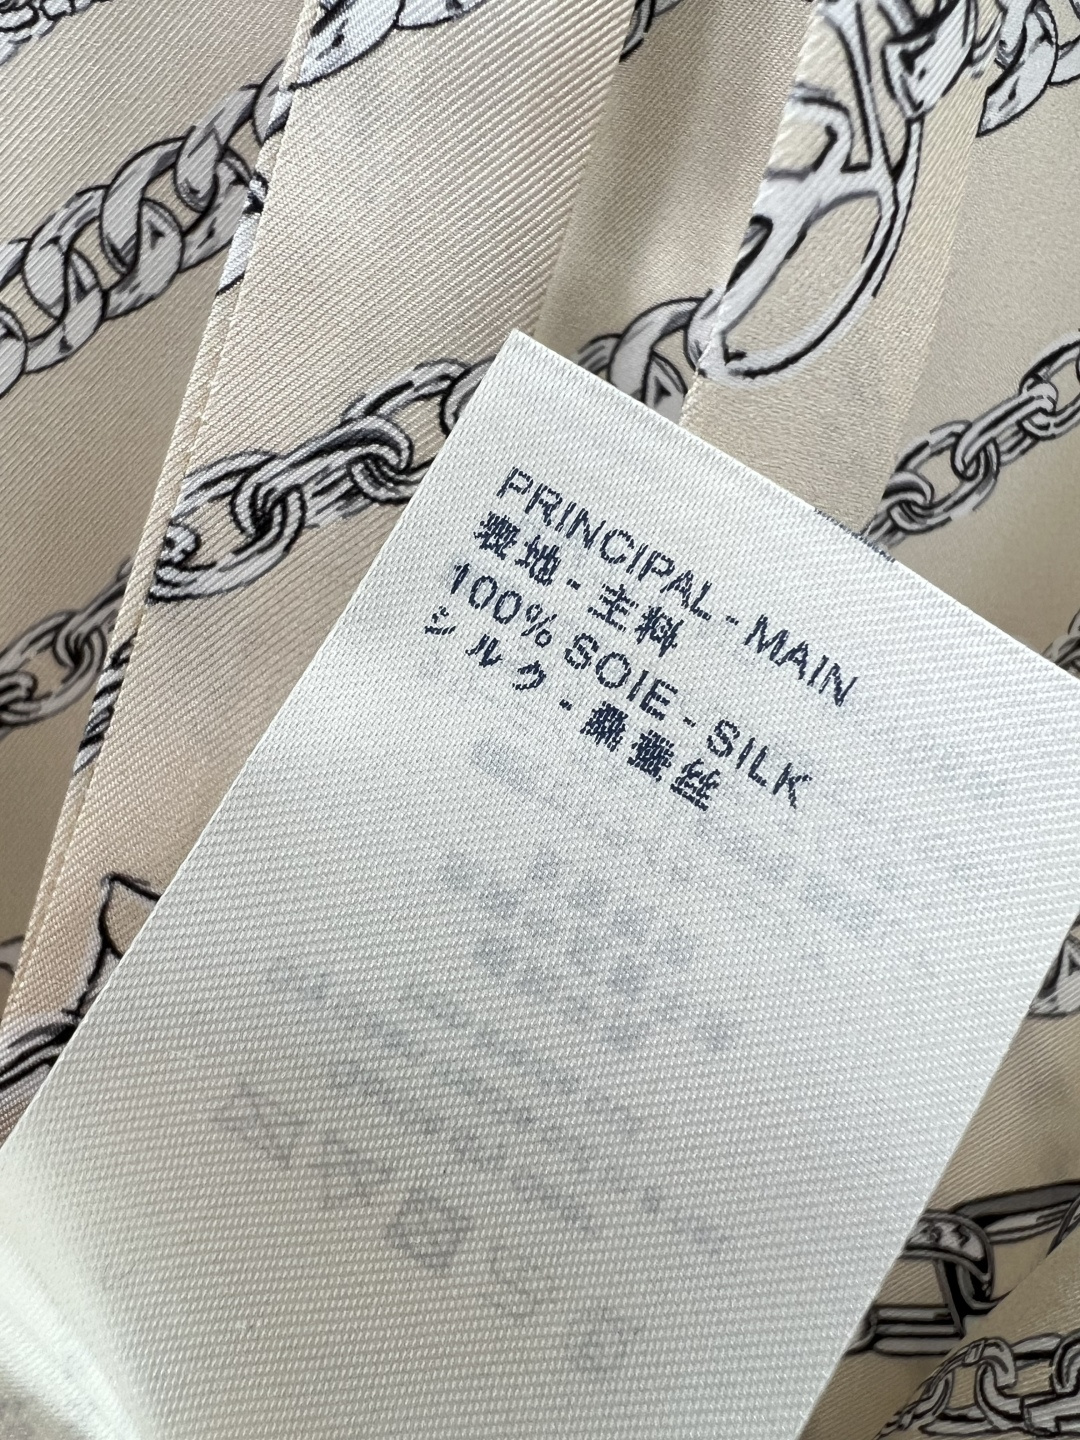 PRINCIPAL - MAIN
表地 - 主料
100% SOIE - SILK
シルク - 桑蚕丝